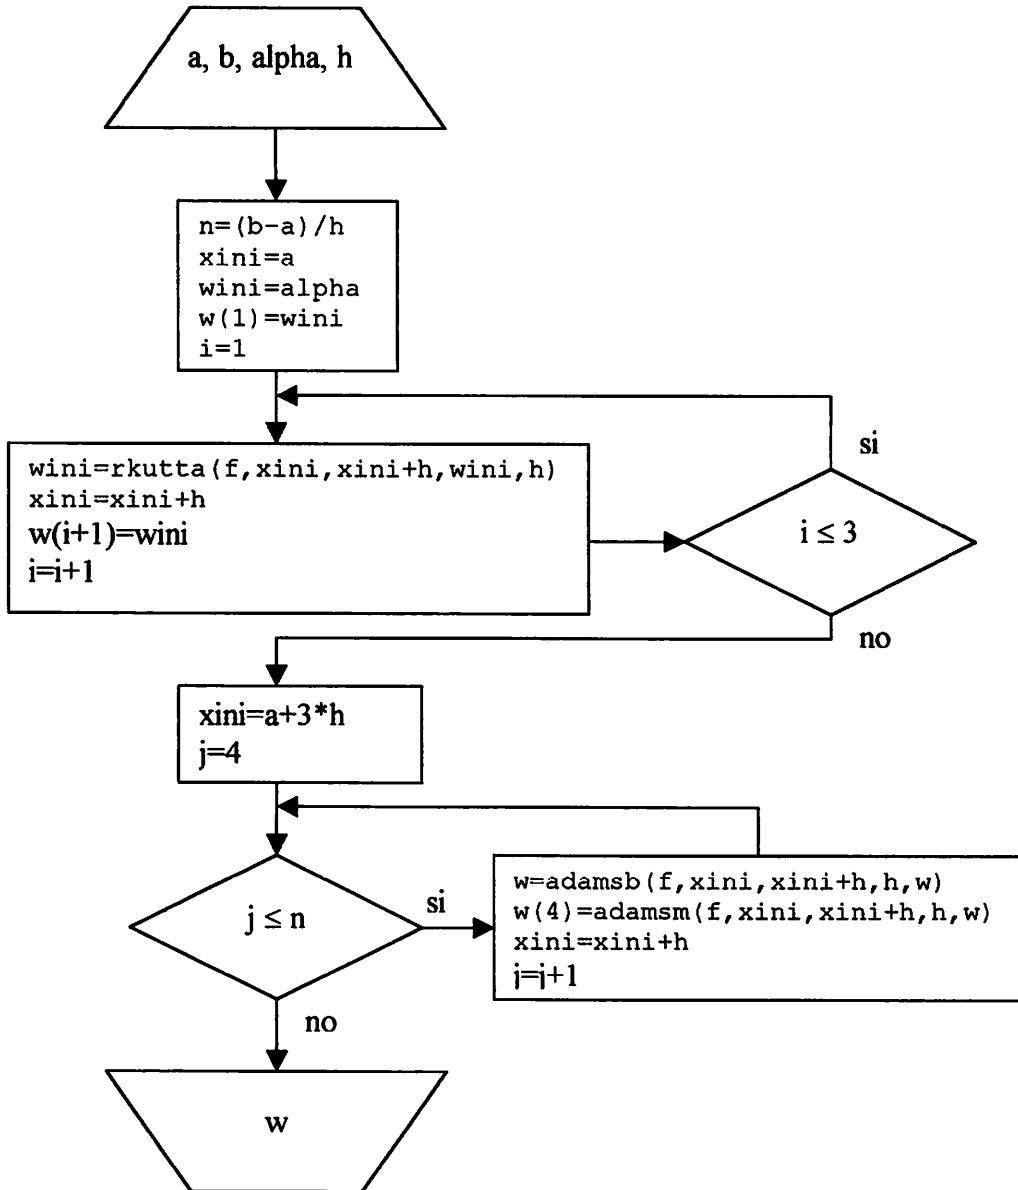 a, b, alpha, h
n=(b-a)/h
xini=a
wini=alpha
w(1)=wini
i=1
wini=rkutta(f,xini,xini+h,wini,h)
xini=xini+h
w(i+1)=wini
i=i+1
si
i ≤ 3
no
xini=a+3*h
j=4
j ≤ n
si
w=adamsb(f,xini,xini+h,h,w)
w(4)=adamsm(f,xini,xini+h,h,w)
xini=xini+h
j=j+1
no
w